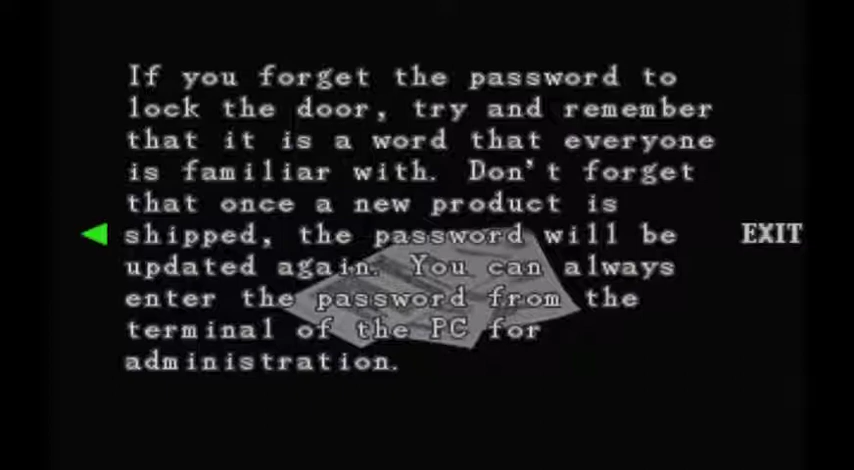 If you forget the password to
lock the door, try and remember
that it is a word that everyone
is familiar with. Don't forget
that once a new product is
shipped, the password will be
EXIT
updated again. You can always
enter the password from the
terminal of the PC for
administration.